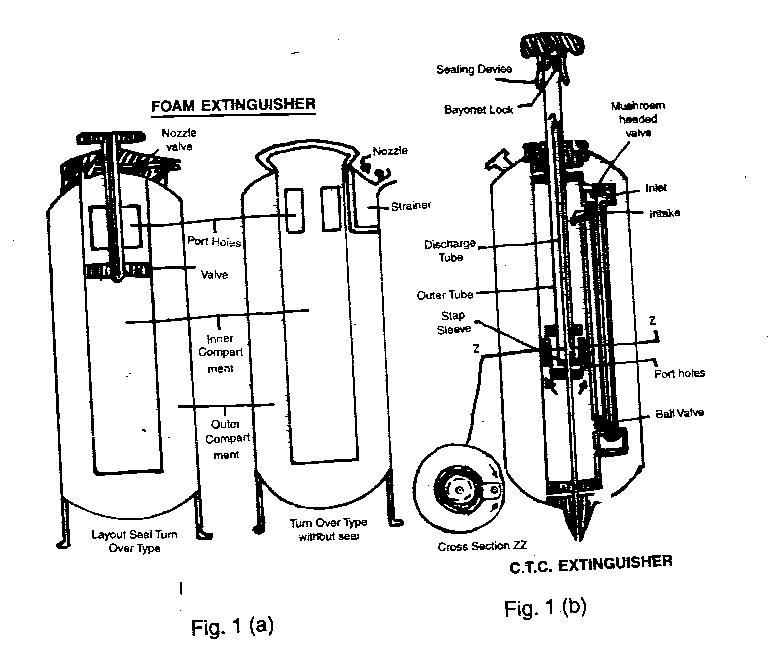 FOAM EXTINGUISHER
Nozzle
valve
Nozzle
Strainer
Port Holes
Valve
Inner
Compart
ment
Outer
Compart
ment
Layout Seal Turn
Over Type
Turn Over Type
without seal
Fig. 1 (a)
Sealing Device
Bayonet Lock
Mushroom
headed
valve
Inlet
Intake
Discharge
Tube
Outer Tube
Stap
Sleeve
Z
Z
Port holes
Ball Valve
Cross Section ZZ
C.T.C. EXTINGUISHER
Fig. 1 (b)